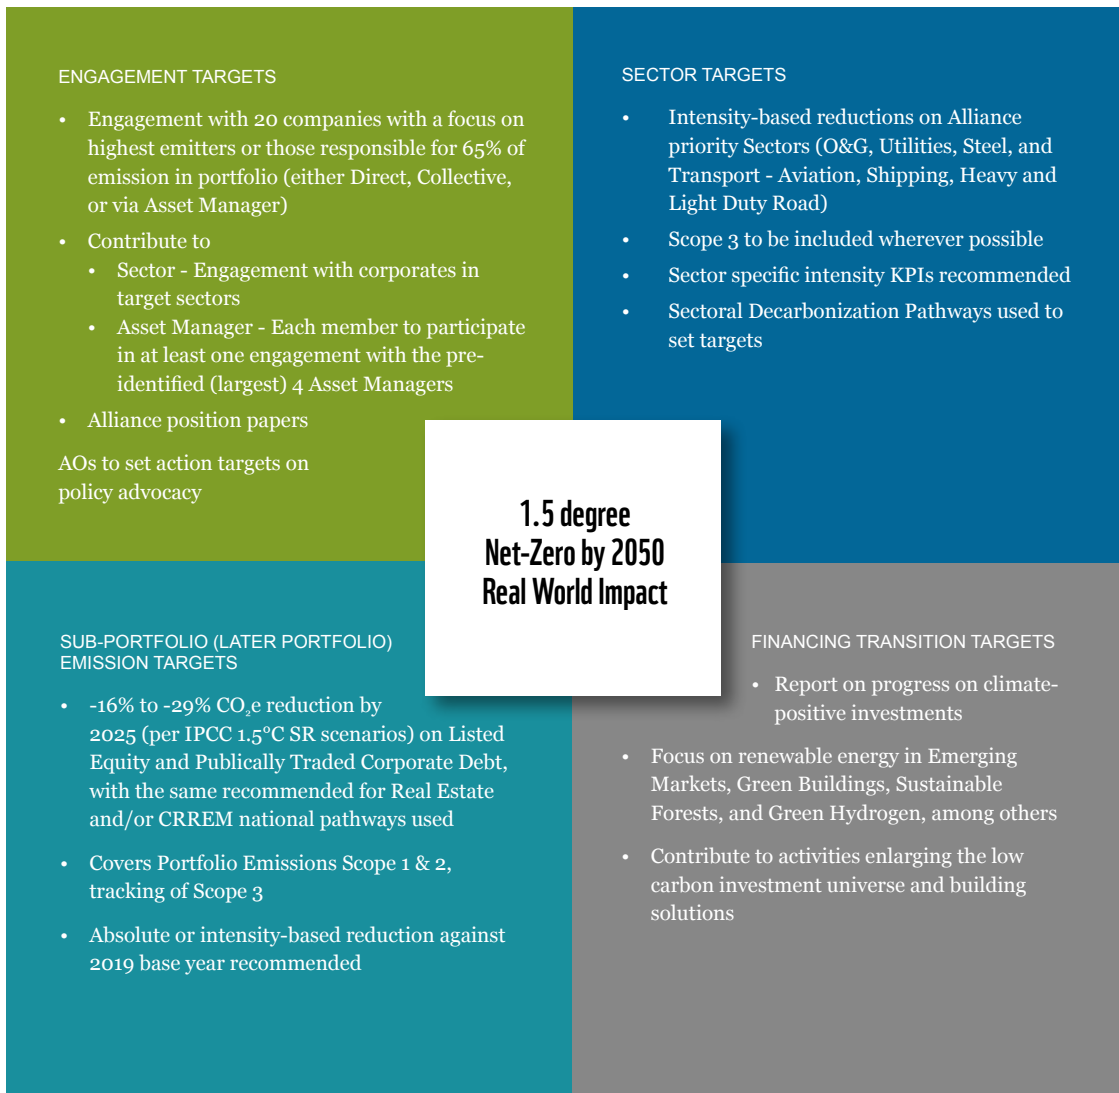 ENGAGEMENT TARGETS
• Engagement with 20 companies with a focus on
highest emitters or those responsible for 65% of
emission in portfolio (either Direct, Collective,
or via Asset Manager)
• Contribute to
• Sector - Engagement with corporates in
target sectors
• Asset Manager - Each member to participate
in at least one engagement with the pre-
identified (largest) 4 Asset Managers
• Alliance position papers
AOs to set action targets on
policy advocacy
SECTOR TARGETS
• Intensity-based reductions on Alliance
priority Sectors (O&G, Utilities, Steel, and
Transport - Aviation, Shipping, Heavy and
Light Duty Road)
• Scope 3 to be included wherever possible
• Sector specific intensity KPIs recommended
• Sectoral Decarbonization Pathways used to
set targets
1.5 degree
Net-Zero by 2050
Real World Impact
SUB-PORTFOLIO (LATER PORTFOLIO)
EMISSION TARGETS
• -16% to -29% CO₂e reduction by
2025 (per IPCC 1.5°C SR scenarios) on Listed
Equity and Publically Traded Corporate Debt,
with the same recommended for Real Estate
and/or CRREM national pathways used
• Covers Portfolio Emissions Scope 1 & 2,
tracking of Scope 3
• Absolute or intensity-based reduction against
2019 base year recommended
FINANCING TRANSITION TARGETS
• Report on progress on climate-
positive investments
• Focus on renewable energy in Emerging
Markets, Green Buildings, Sustainable
Forests, and Green Hydrogen, among others
• Contribute to activities enlarging the low
carbon investment universe and building
solutions